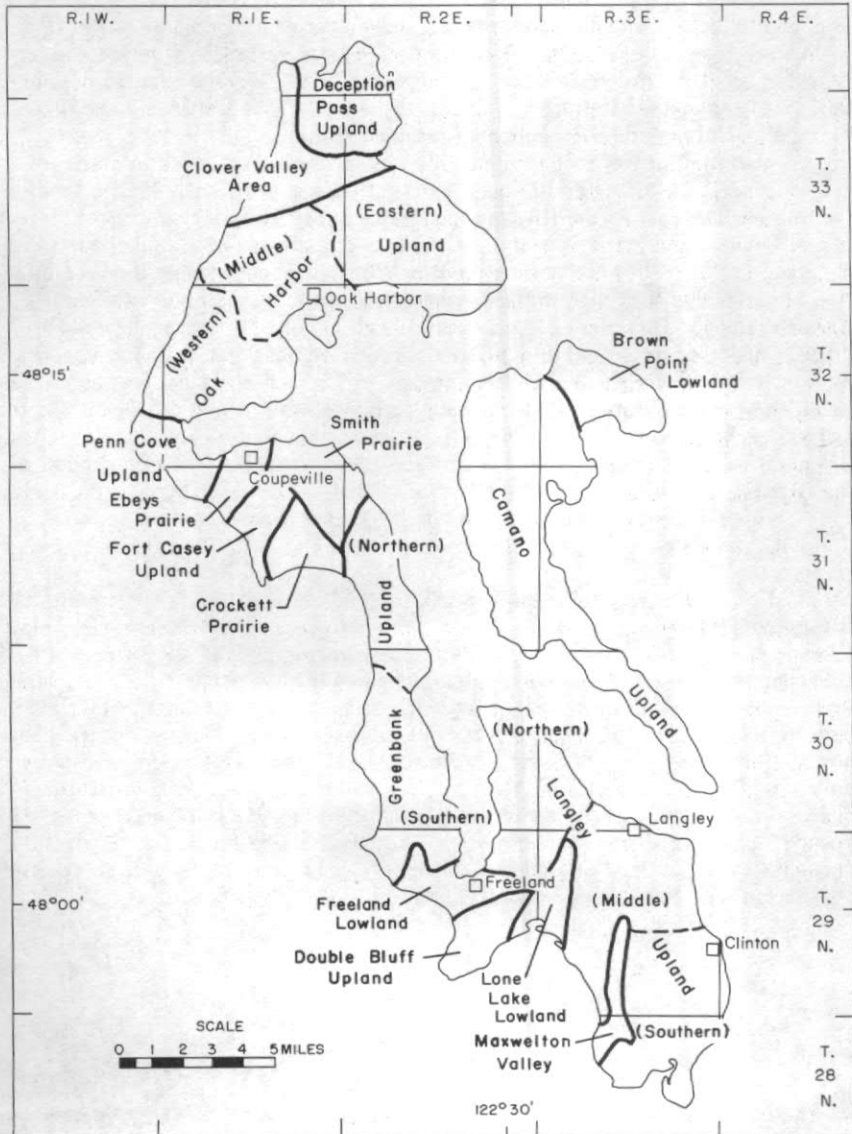 R.1W. R.1E. R.2E. R.3E. R.4E.
Deception
Pass
Upland
Clover Valley
Area
T.
33
N.
(Eastern)
Upland
(Middle)
Harbor
Oak Harbor
(Western)
Oak
48°15'
Brown
Point
Lowland
T.
32
N.
Penn Cove
Upland
Smith
Prairie
Coupeville
Ebeys
Prairie
Fort Casey
Upland
(Northern)
Crockett
Prairie
Upland
Camano
Upland
T.
31
N.
T.
30
N.
(Northern)
Greenbank
Langley
Langley
(Southern)
48°00'
Freeland
Freeland
Lowland
(Middle)
Upland
Clinton
T.
29
N.
Double Bluff
Upland
Lone
Lake
Lowland
Maxwelton
Valley
(Southern)
SCALE
0 1 2 3 4 5 MILES
T.
28
N.
122°30'